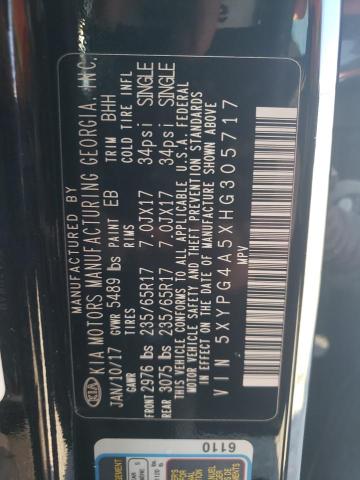 MANUFACTURED BY
KIA KIA MOTORS MANUFACTURING GEORGIA, INC.
JAN/10/17 GVWR 5489 lbs PAINT EB TRIM BHH
GAWR TIRES RIMS COLD TIRE INFL
FRONT 2976 lbs 235/65R17 7.0JX17 34psi SINGLE
REAR 3075 lbs 235/65R17 7.0JX17 34psi SINGLE
THIS VEHICLE CONFORMS TO ALL APPLICABLE U.S.A. FEDERAL
MOTOR VEHICLE SAFETY AND THEFT PREVENTION STANDARDS
IN EFFECT ON THE DATE OF MANUFACTURE SHOWN ABOVE.
VIN 5XYPG4A5XHG305717
MPV
6110